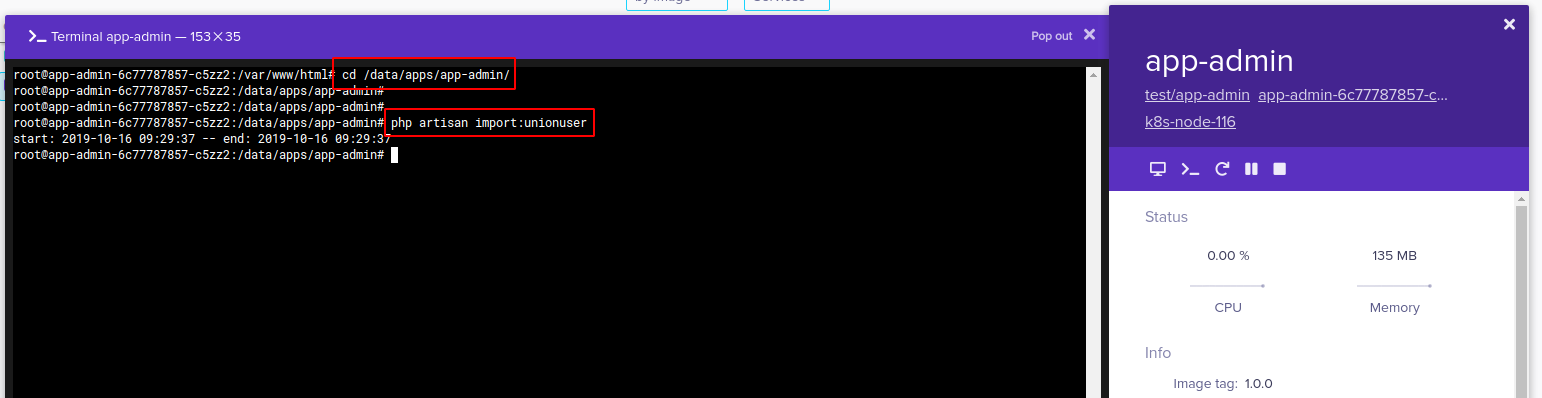 by Image
Services
Terminal app-admin — 153×35
Pop out
root@app-admin-6c77787857-c5zz2:/var/www/html# cd /data/apps/app-admin/
root@app-admin-6c77787857-c5zz2:/data/apps/app-admin#
root@app-admin-6c77787857-c5zz2:/data/apps/app-admin#
root@app-admin-6c77787857-c5zz2:/data/apps/app-admin# php artisan import:unionuser
start: 2019-10-16 09:29:37 -- end: 2019-10-16 09:29:37
root@app-admin-6c77787857-c5zz2:/data/apps/app-admin#
app-admin
test/app-admin app-admin-6c77787857-c...
k8s-node-116
Status
0.00 % 135 MB
CPU Memory
Info
Image tag: 1.0.0